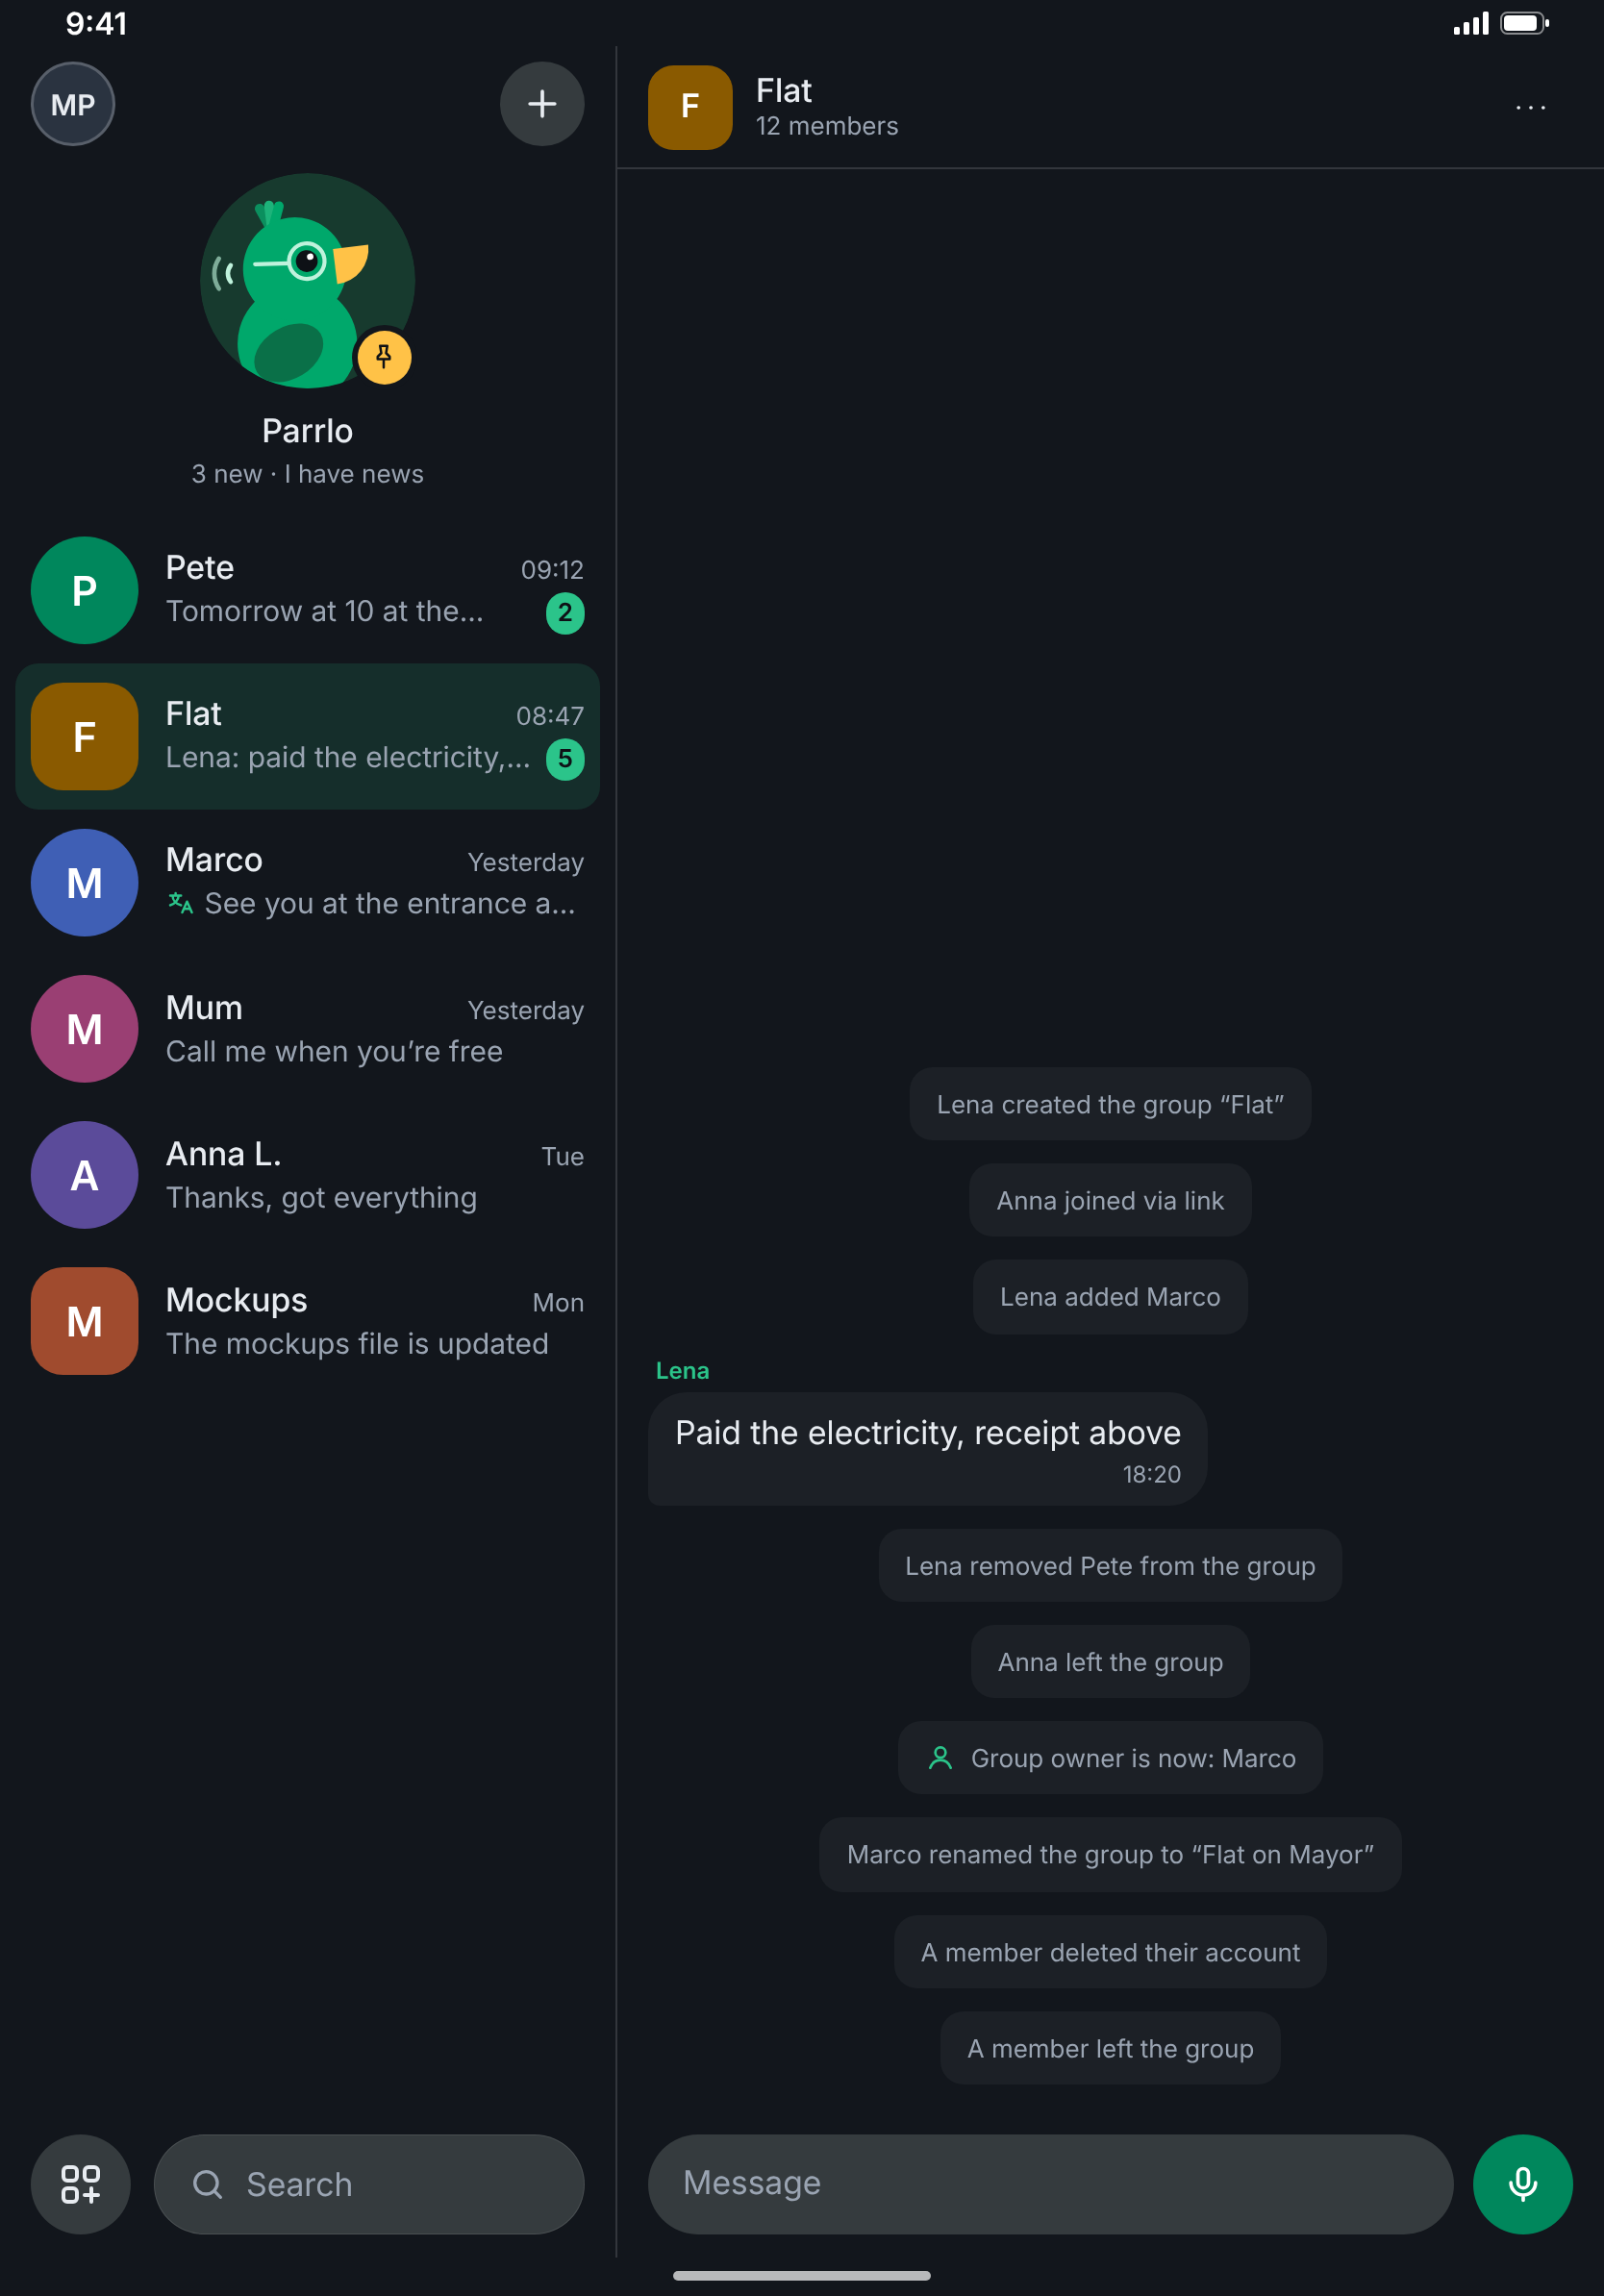 9:41
MP
Parrlo
3 new · I have news
P
Pete
09:12
Tomorrow at 10 at the...
2
F
Flat
08:47
Lena: paid the electricity,...
5
M
Marco
Yesterday
See you at the entrance a...
M
Mum
Yesterday
Call me when you’re free
A
Anna L.
Tue
Thanks, got everything
M
Mockups
Mon
The mockups file is updated
Search
F
Flat
12 members
Lena created the group “Flat”
Anna joined via link
Lena added Marco
Lena
Paid the electricity, receipt above
18:20
Lena removed Pete from the group
Anna left the group
Group owner is now: Marco
Marco renamed the group to “Flat on Mayor”
A member deleted their account
A member left the group
Message